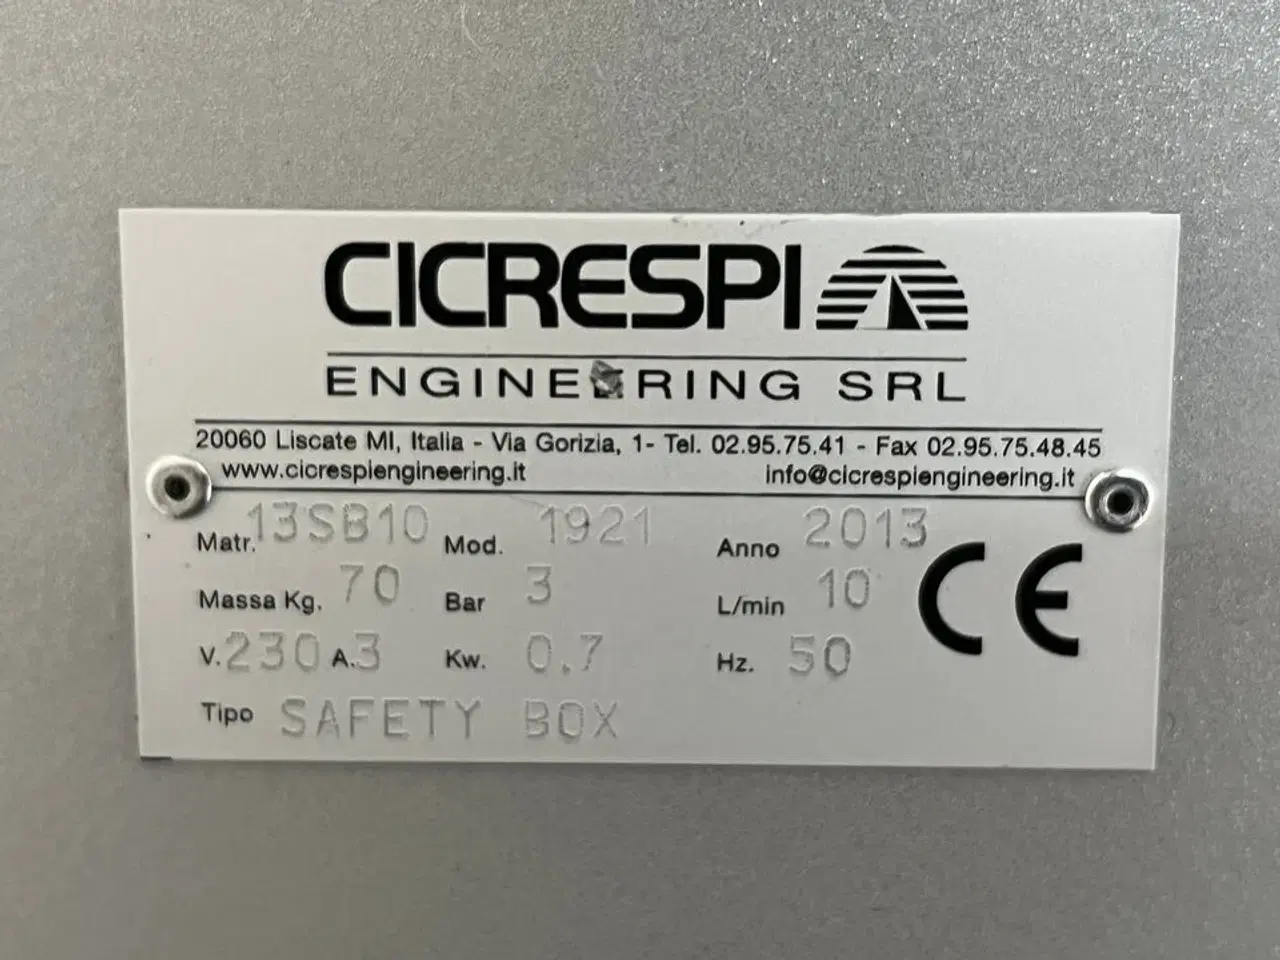 CICRESPI
ENGINEERING SRL
20060 Liscate MI, Italia - Via Gorizia, 1- Tel. 02.95.75.41 - Fax 02.95.75.48.45
www.cicrespiengineering.it info@cicrespiengineering.it
Matr. 13SB10 Mod. 1921 Anno 2013
Massa Kg. 70 Bar 3 L/min 10 CE
V. 230 A. 3 Kw. 0.7 Hz. 50
Tipo SAFETY BOX